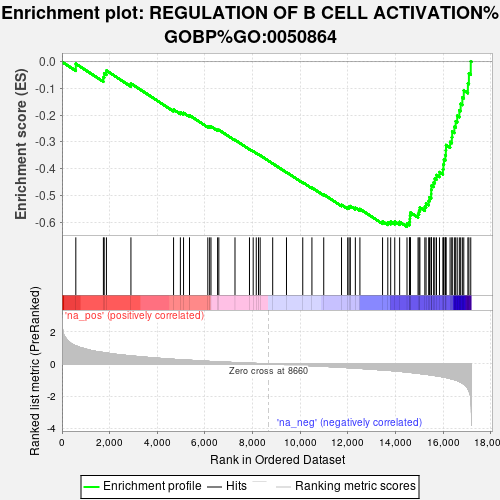 Enrichment plot: REGULATION OF B CELL ACTIVATION%
GOBP%GO:0050864
Enrichment score (ES)
0.0
-0.1
-0.2
-0.3
-0.4
-0.5
-0.6
Ranked list metric (PreRanked)
'na_pos' (positively correlated)
2
0
-2
-4
Zero cross at 8660
'na_neg' (negatively correlated)
0 2,000 4,000 6,000 8,000 10,000 12,000 14,000 16,000 18,000
Rank in Ordered Dataset
Enrichment profile Hits Ranking metric scores